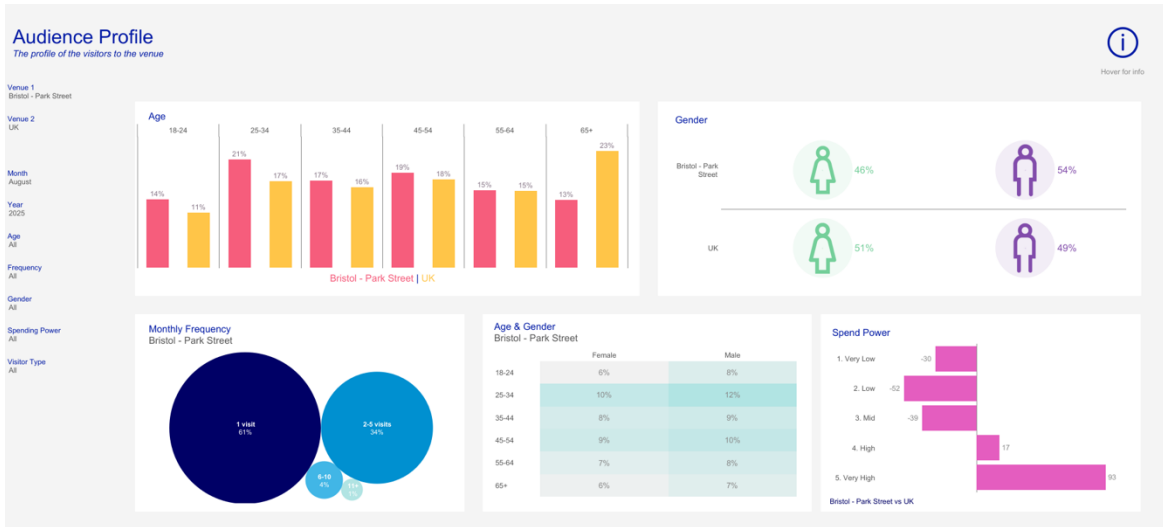 Audience Profile
The profile of the visitors to the venue
Hover for info
Venue 1
Bristol - Park Street
Venue 2
UK
Month
August
Year
2025
Age
All
Frequency
All
Gender
All
Spending Power
All
Visitor Type
All
Age
18-24 25-34 35-44 45-54 55-64 65+
14% 11% 21% 17% 17% 16% 19% 18% 15% 15% 13% 23%
Bristol - Park Street | UK
Gender
Bristol - Park
Street
46% 54%
UK 51% 49%
Monthly Frequency
Bristol - Park Street
1 visit
61%
2-5 visits
34%
6-10
4%
11+
1%
Age & Gender
Bristol - Park Street
Female Male
18-24 6% 8%
25-34 10% 12%
35-44 8% 9%
45-54 9% 10%
55-64 7% 8%
65+ 6% 7%
Spend Power
1. Very Low -30
2. Low -52
3. Mid -39
4. High 17
5. Very High 93
Bristol - Park Street vs UK